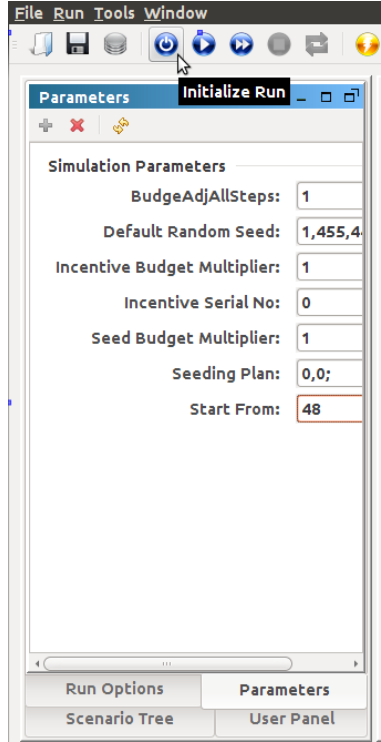 File Run Tools Window
Initialize Run
Parameters
Simulation Parameters
BudgeAdjAllSteps: 1
Default Random Seed: 1,455,4
Incentive Budget Multiplier: 1
Incentive Serial No: 0
Seed Budget Multiplier: 1
Seeding Plan: 0,0;
Start From: 48
Run Options Parameters
Scenario Tree User Panel